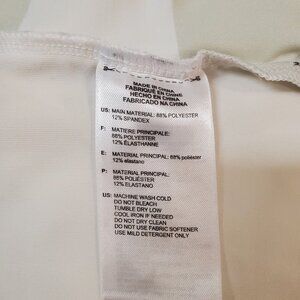 MADE IN CHINA
FABRIQUÉ EN CHINE
HECHO EN CHINA
FABRICADO NA CHINA
US: MAIN MATERIAL: 88% POLYESTER
12% SPANDEX
F: MATIERE PRINCIPALE:
88% POLYESTER
12% ÉLASTHANNE
E: MATERIAL PRINCIPAL: 88% poliéster
12% elastano
P: MATERIAL PRINCIPAL:
88% POLIÉSTER
12% ELASTANO
US: MACHINE WASH COLD
DO NOT BLEACH
TUMBLE DRY LOW
COOL IRON IF NEEDED
DO NOT DRY CLEAN
DO NOT USE FABRIC SOFTENER
USE MILD DETERGENT ONLY